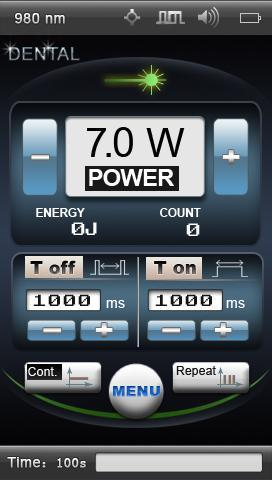 980 nm
DENTAL
7.0 W
POWER
ENERGY COUNT
0J 0
T off T on
1000 ms 1000 ms
Cont. Repeat
MENU
Time: 100s